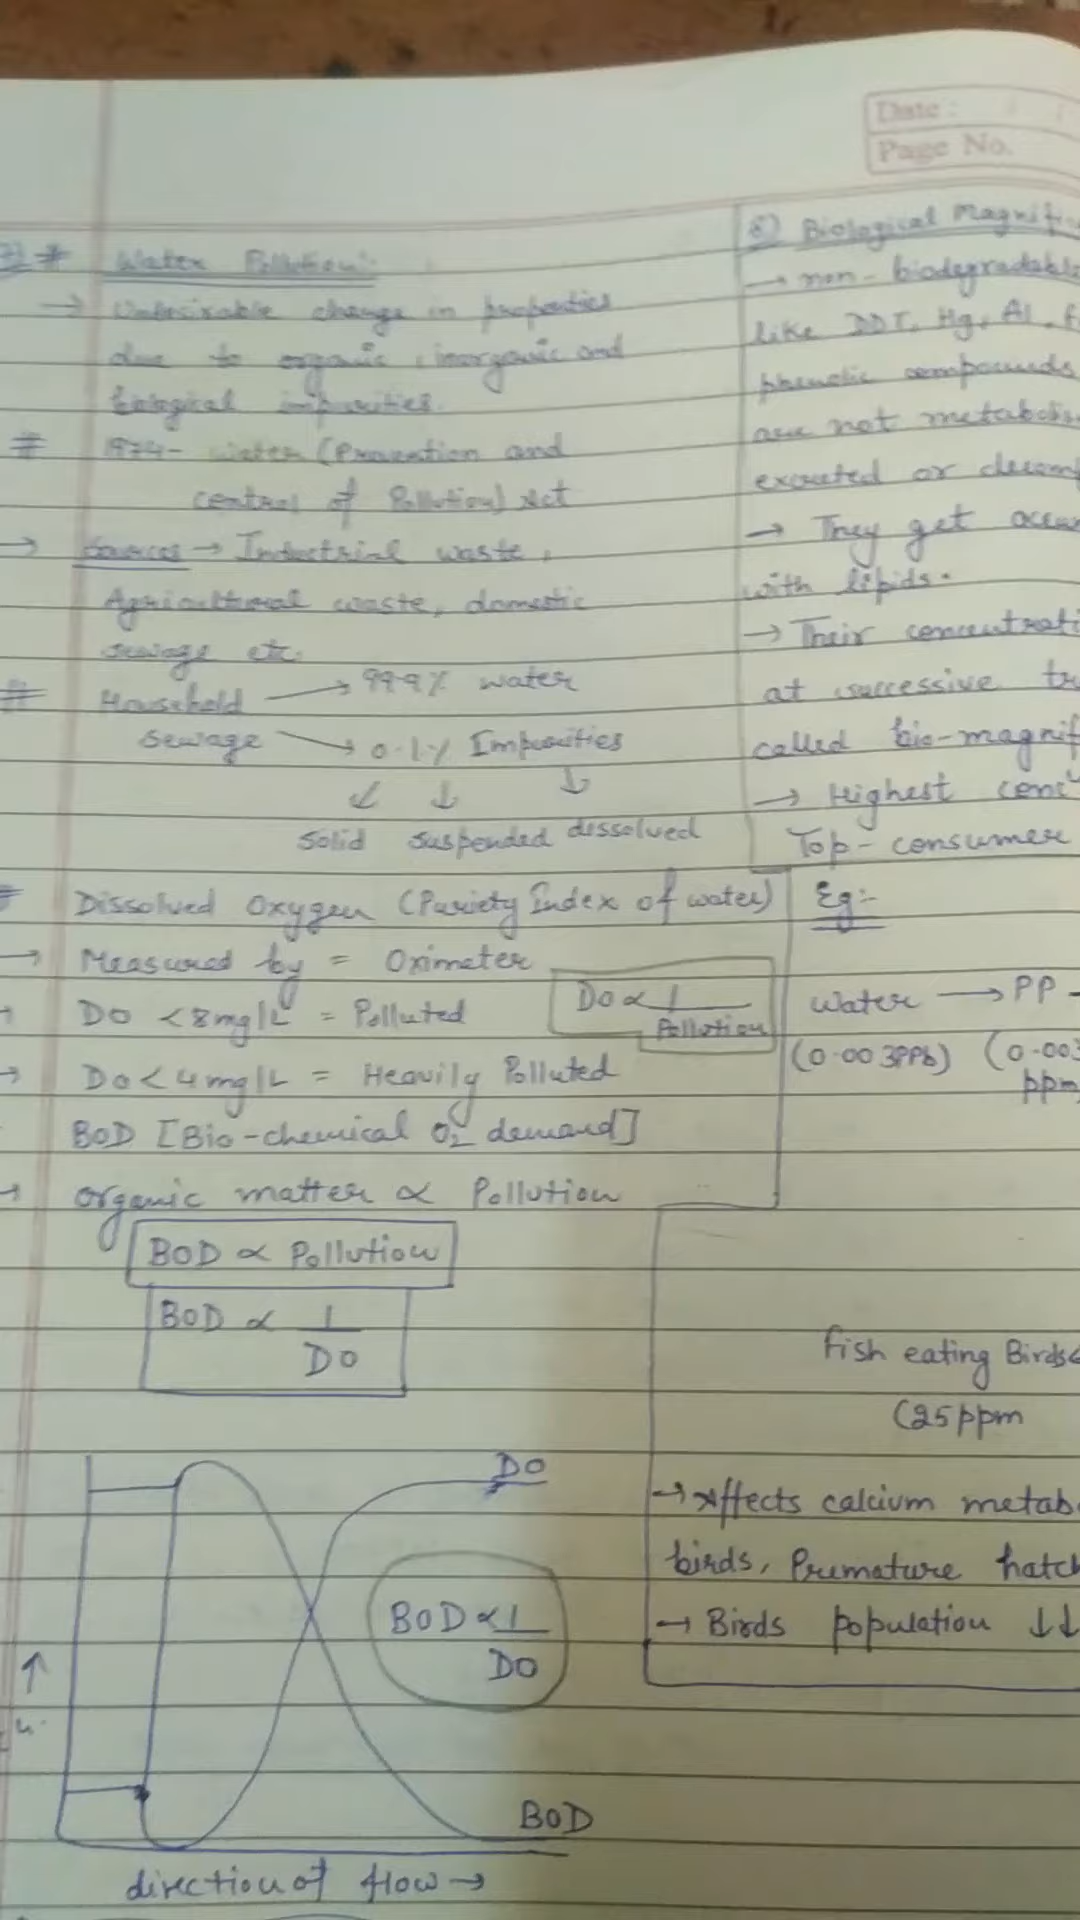 Date :
Page No.
7) # Water Pollution:-
→ Undesirable change in properties
due to organic, inorganic and
biological impurities.
# 1974- Water (Prevention and
control of Pollution) Act
→ Sources → Industrial waste,
Agricultural waste, domestic
sewage etc.
# Household → 99.9% water
sewage → 0.1% Impurities
↙ ↓ ↓
Solid suspended dissolved
Dissolved Oxygen (Puriety Index of water)
→ Measured by = Oximeter
→ DO < 8mg/L = Polluted
DO ∝ 1
Pollution
→ DO < 4mg/L = Heavily Polluted
BOD [Bio-chemical O2 demand]
→ organic matter ∝ Pollution
BOD ∝ Pollution
BOD ∝ 1
DO
DO
BOD ∝ 1
DO
↑
BOD
direction of flow →
8) Biological Magnif
→ non-biodegradable
like DDT, Hg, Al,
phenolic compounds
are not metabolis
excreted or decom
→ They get accu
with lipids.
→ Their concentrati
at successive tr
called bio-magnif
→ Highest conc
Top-consumer
Eg:-
Water → PP
(0.003PPb) (0.003
ppm
fish eating Birds
(25ppm
→ Affects calcium metab
birds, Premature hatch
→ Birds population ↓↓